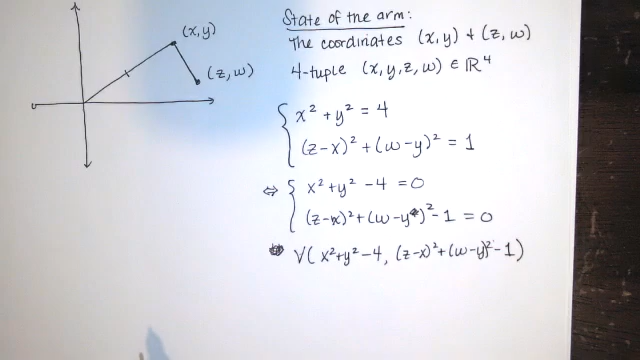 (x,y)
(z,w)
State of the arm:
The coordiriates (x,y) + (z,w)
4-tuple (x,y,z,w) ∈ ℝ⁴
{ x² + y² = 4
(z-x)² + (w-y)² = 1
⇔ { x² + y² - 4 = 0
(z-x)² + (w-y)² - 1 = 0
V( x²+y²-4, (z-x)²+(w-y)²-1)